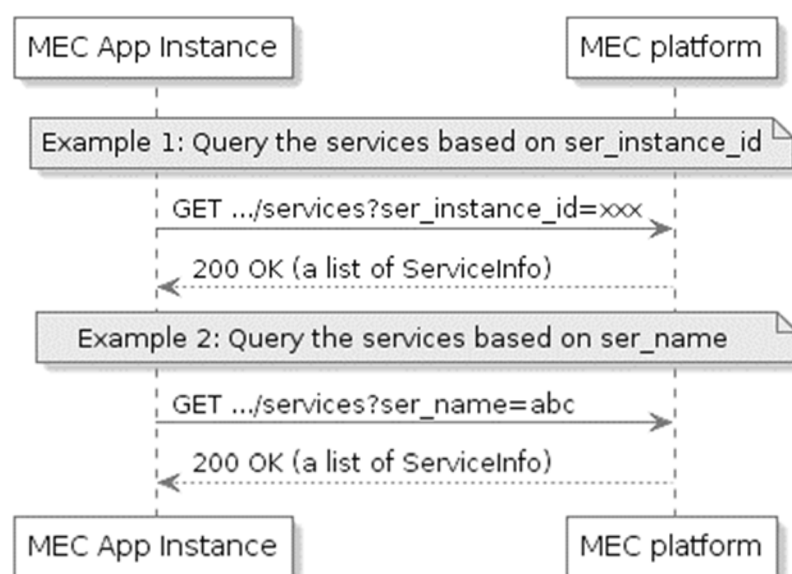 MEC App Instance
MEC platform
Example 1: Query the services based on ser_instance_id
GET .../services?ser_instance_id=xxx
200 OK (a list of ServiceInfo)
Example 2: Query the services based on ser_name
GET .../services?ser_name=abc
200 OK (a list of ServiceInfo)
MEC App Instance
MEC platform